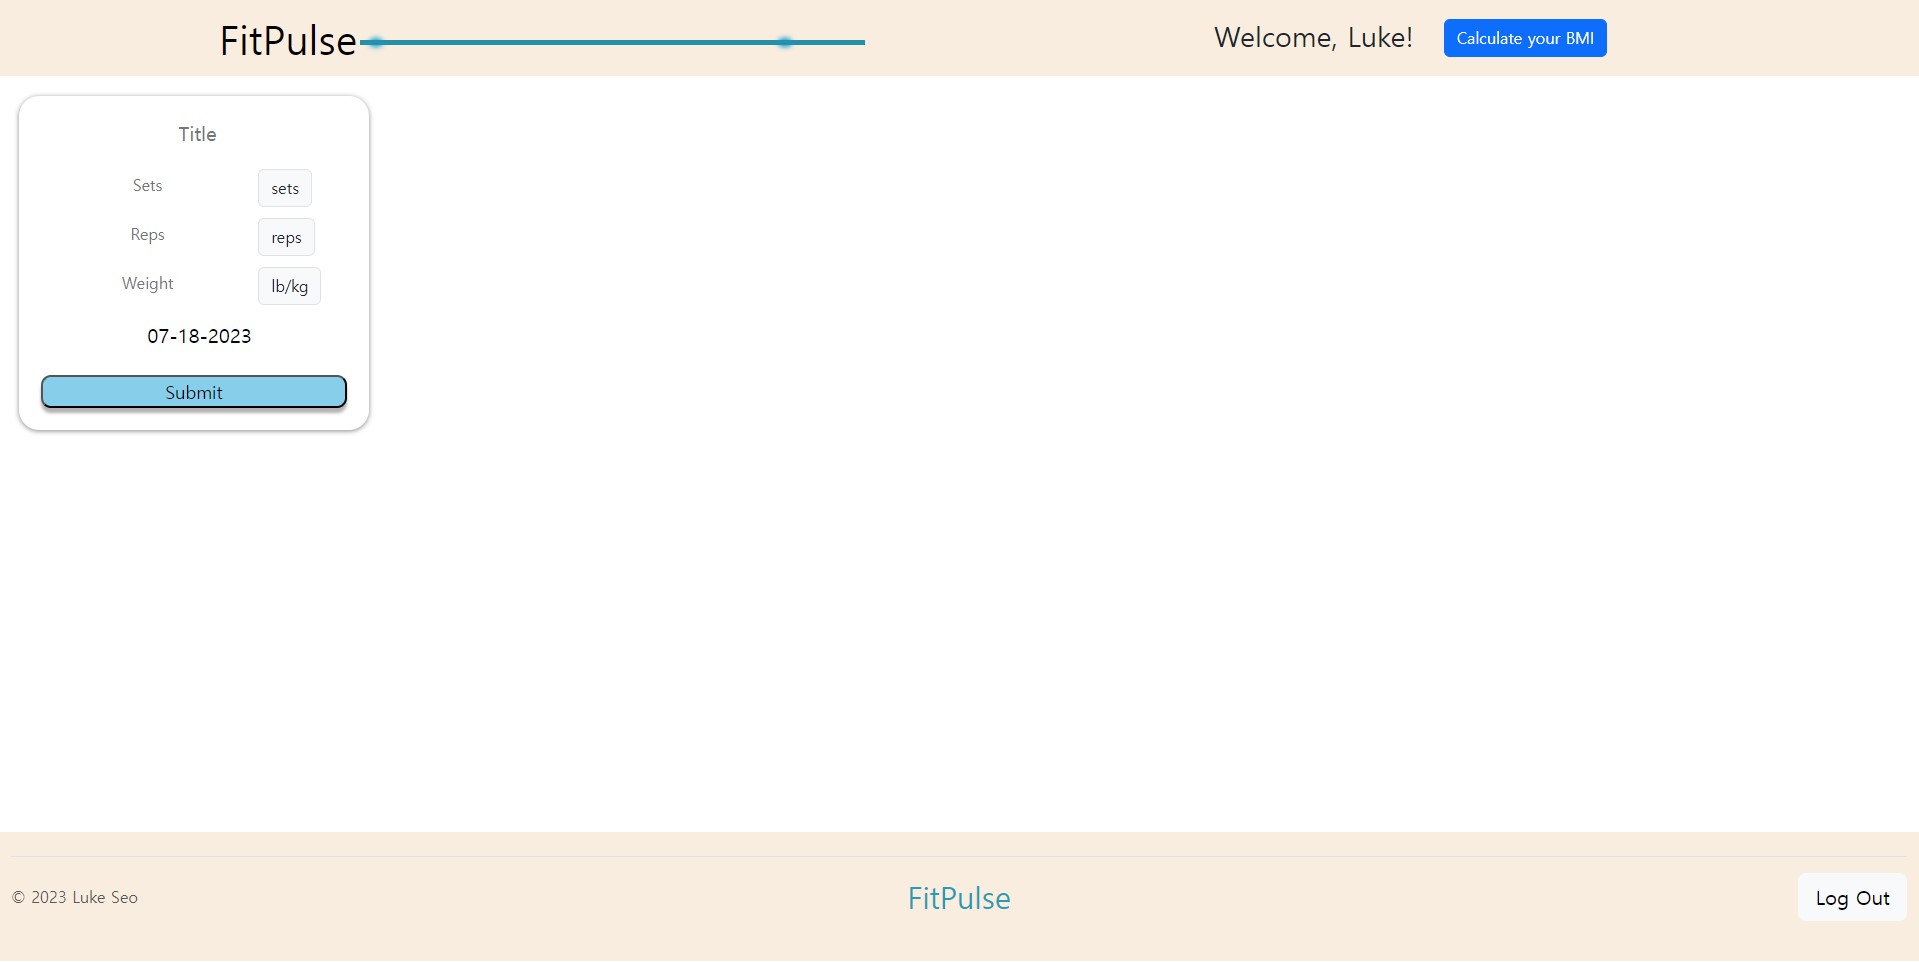 FitPulse
Welcome, Luke!
Calculate your BMI
Title
Sets
sets
Reps
reps
Weight
lb/kg
07-18-2023
Submit
© 2023 Luke Seo
FitPulse
Log Out